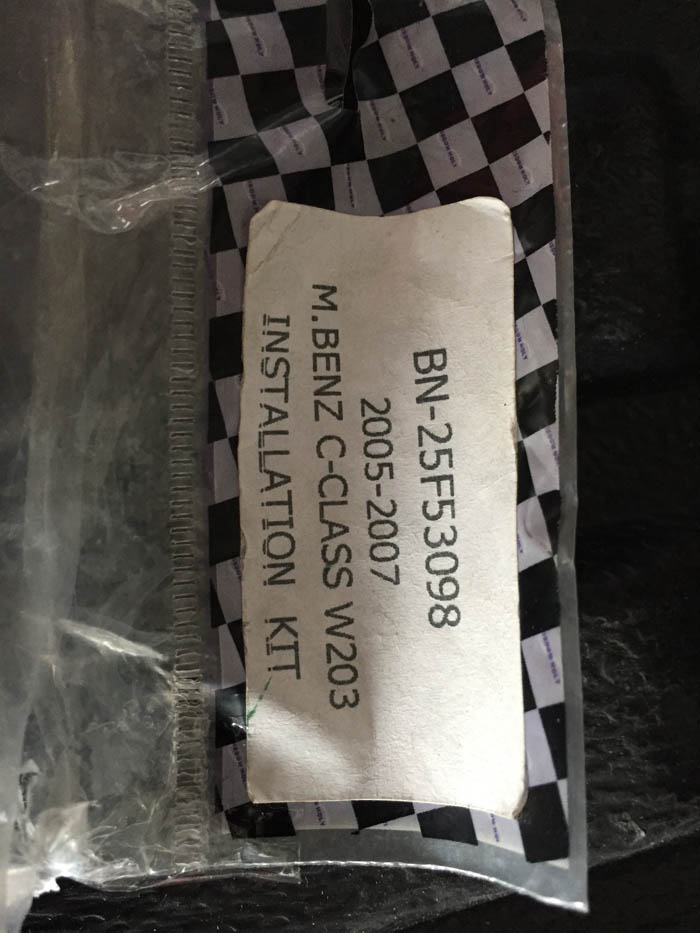 BN-25F53098
2005-2007
M.BENZ C-CLASS W203
INSTALLATION KIT